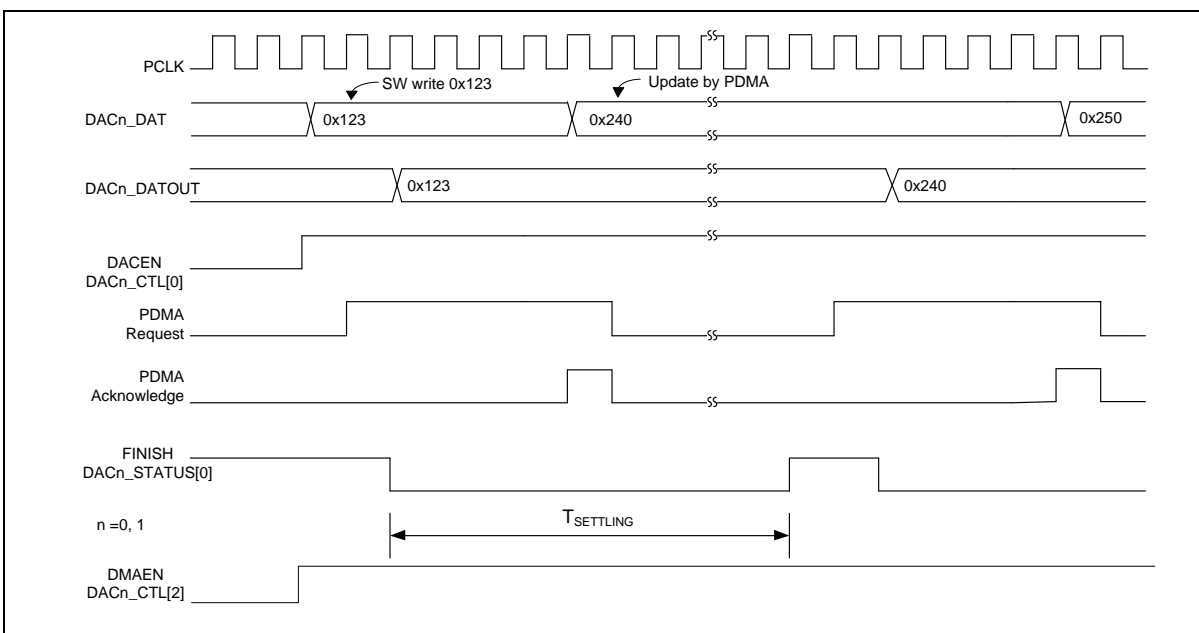 PCLK
SW write 0x123
Update by PDMA
DACn_DAT
0x123
0x240
0x250
DACn_DATOUT
0x123
0x240
DACEN
DACn_CTL[0]
PDMA
Request
PDMA
Acknowledge
FINISH
DACn_STATUS[0]
n =0, 1
TSETTLING
DMAEN
DACn_CTL[2]